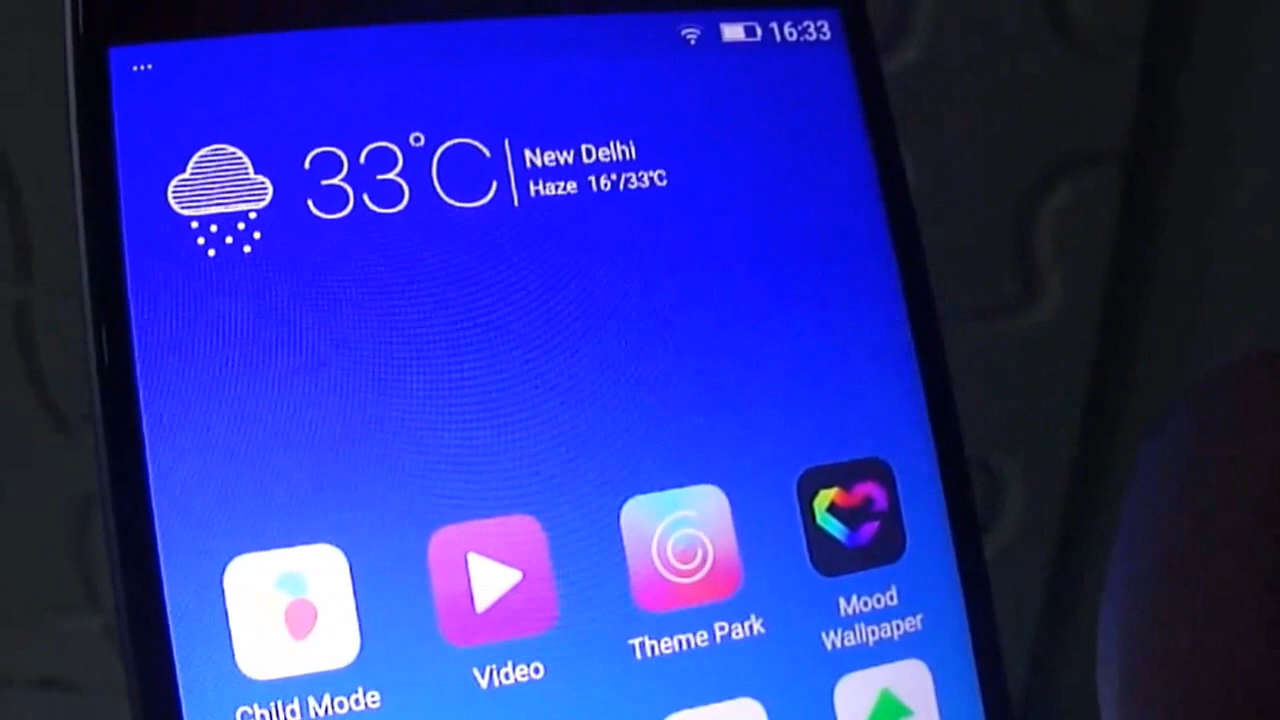 16:33
...
33°C
New Delhi
Haze 16°/33°C
Child Mode
Video
Theme Park
Mood
Wallpaper